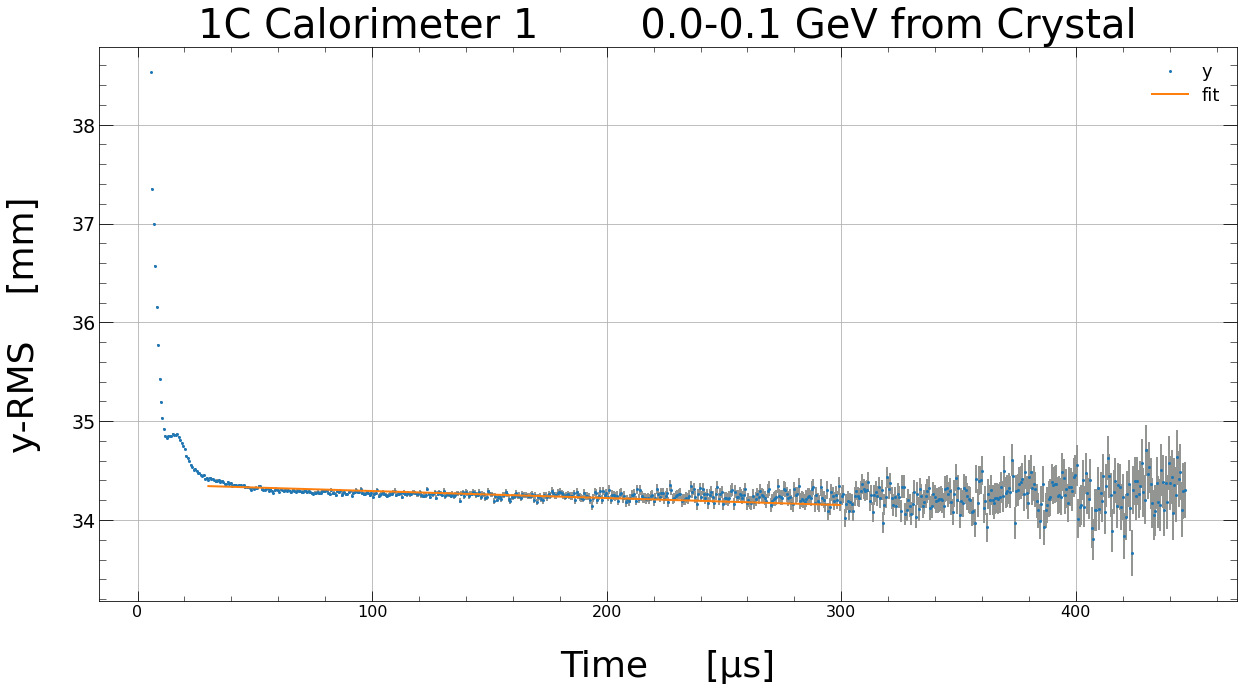 1C Calorimeter 1 0.0-0.1 GeV from Crystal
y
fit
y-RMS [mm]
38
37
36
35
34
0 100 200 300 400
Time [μs]